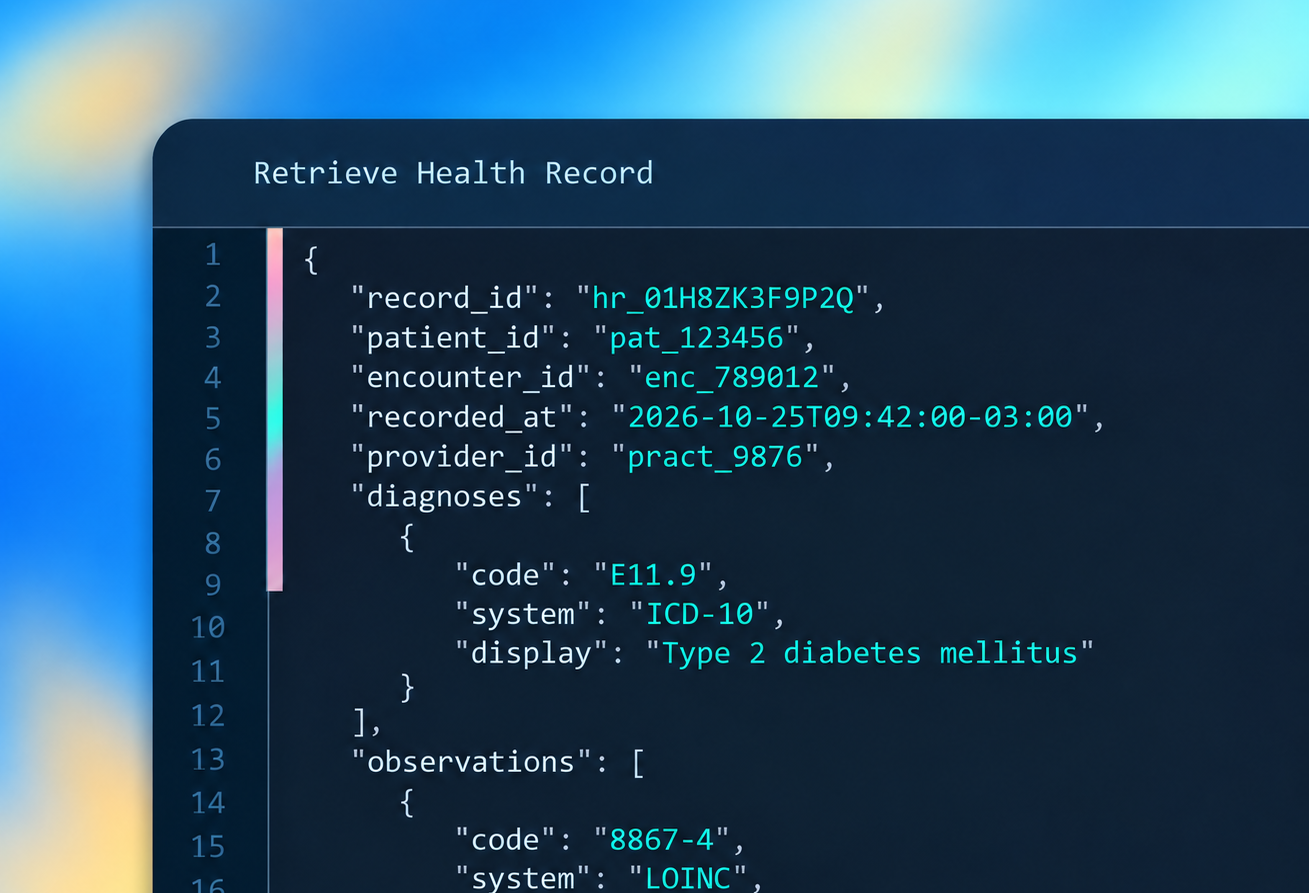 Retrieve Health Record
1 {
2 "record_id": "hr_01H8ZK3F9P2Q",
3 "patient_id": "pat_123456",
4 "encounter_id": "enc_789012",
5 "recorded_at": "2026-10-25T09:42:00-03:00",
6 "provider_id": "pract_9876",
7 "diagnoses": [
8 {
9 "code": "E11.9",
10 "system": "ICD-10",
11 "display": "Type 2 diabetes mellitus"
12 }
],
13 "observations": [
14 {
15 "code": "8867-4",
16 "system": "LOINC",